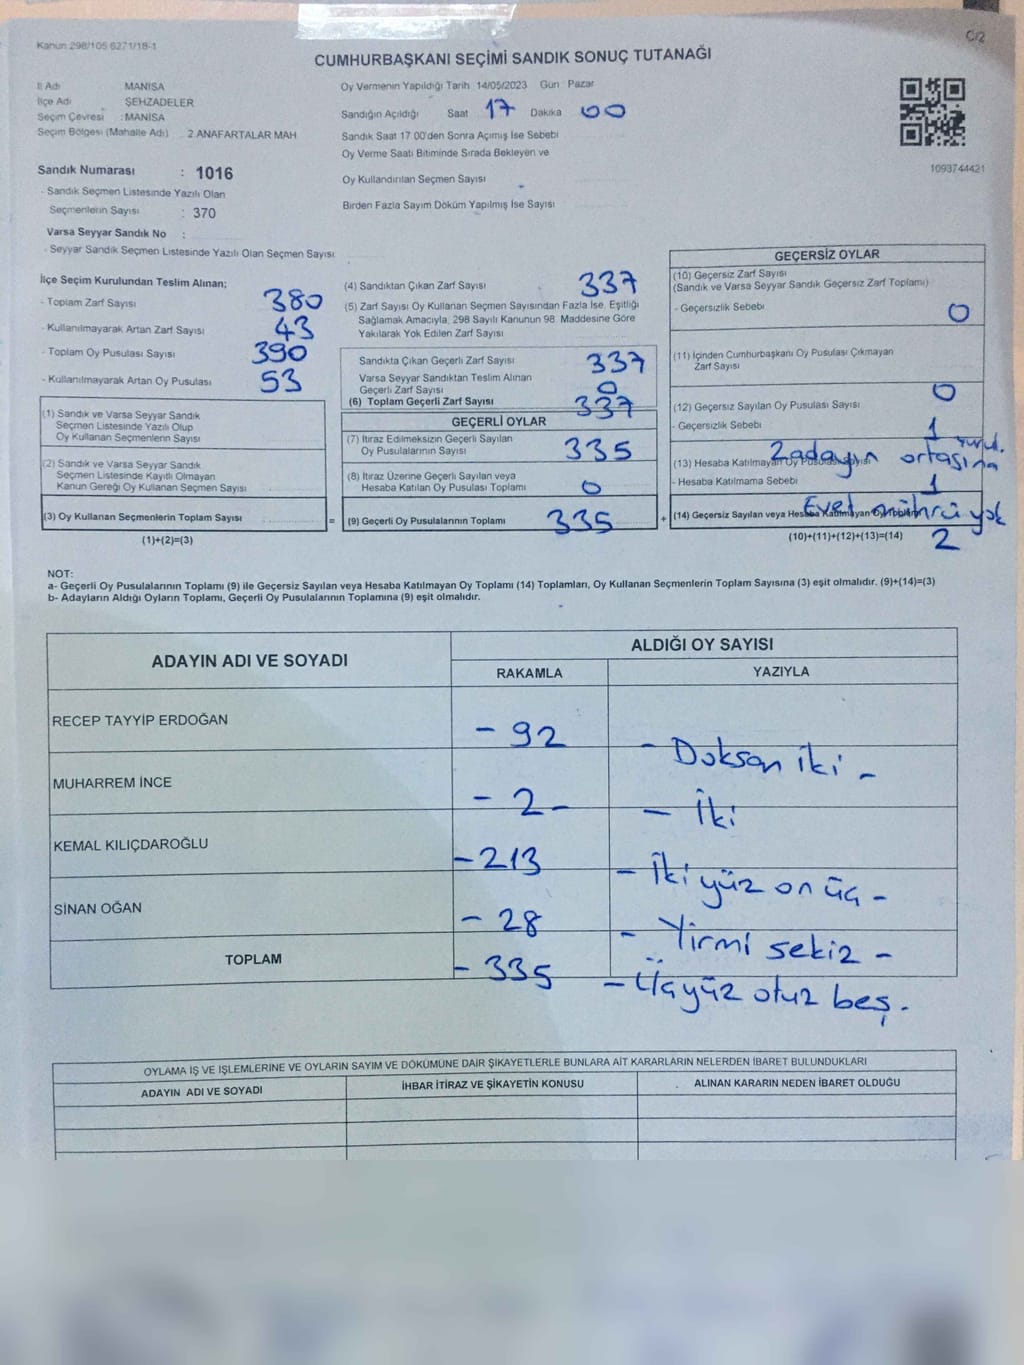 Kanun 298/105 6271/18-1
C/2
CUMHURBAŞKANI SEÇİMİ SANDIK SONUÇ TUTANAĞI
İl Adı MANİSA
İlçe Adı ŞEHZADELER
Seçim Çevresi : MANİSA
Seçim Bölgesi (Mahalle Adı) . 2 ANAFARTALAR MAH
Oy Vermenin Yapıldığı Tarih 14/05/2023 Gün Pazar
Sandığın Açıldığı Saat 17 Dakika 00
Sandık Saat 17.00'den Sonra Açımış İse Sebebi
Oy Verme Saati Bitiminde Sırada Bekleyen ve
Oy Kullandırılan Seçmen Sayısı
Birden Fazla Sayım Döküm Yapılmış İse Sayısı
1093744421
Sandık Numarası : 1016
- Sandık Seçmen Listesinde Yazılı Olan
Seçmenlerin Sayısı : 370
Varsa Seyyar Sandık No :
- Seyyar Sandık Seçmen Listesinde Yazılı Olan Seçmen Sayısı
İlçe Seçim Kurulundan Teslim Alınan;
- Toplam Zarf Sayısı 380
- Kullanılmayarak Artan Zarf Sayısı 43
- Toplam Oy Pusulası Sayısı 390
- Kullanılmayarak Artan Oy Pusulası 53
(1) Sandık ve Varsa Seyyar Sandık
Seçmen Listesinde Yazılı Olup
Oy Kullanan Seçmenlerin Sayısı
(2) Sandık ve Varsa Seyyar Sandık
Seçmen Listesinde Kayıtlı Olmayan
Kanun Gereği Oy Kullanan Seçmen Sayısı
(3) Oy Kullanan Seçmenlerin Toplam Sayısı =
(1)+(2)=(3)
(4) Sandıktan Çıkan Zarf Sayısı 337
(5) Zarf Sayısı Oy Kullanan Seçmen Sayısından Fazla İse, Eşitliği
Sağlamak Amacıyla, 298 Sayılı Kanunun 98. Maddesine Göre
Yakılarak Yok Edilen Zarf Sayısı
Sandıkta Çıkan Geçerli Zarf Sayısı 337
Varsa Seyyar Sandıktan Teslim Alınan
Geçerli Zarf Sayısı 0
(6) Toplam Geçerli Zarf Sayısı 337
GEÇERLİ OYLAR
(7) İtiraz Edilmeksizin Geçerli Sayılan
Oy Pusulalarının Sayısı 335
(8) İtiraz Üzerine Geçerli Sayılan veya
Hesaba Katılan Oy Pusulası Toplamı 0
(9) Geçerli Oy Pusulalarının Toplamı 335 +
GEÇERSİZ OYLAR
(10) Geçersiz Zarf Sayısı
(Sandık ve Varsa Seyyar Sandık Geçersiz Zarf Toplamı)
- Geçersizlik Sebebi 0
(11) İçinden Cumhurbaşkanı Oy Pusulası Çıkmayan
Zarf Sayısı 0
(12) Geçersiz Sayılan Oy Pusulası Sayısı
- Geçersizlik Sebebi 1
2 adayın ortasına vurul.
(13) Hesaba Katılmayan Oy Pusulası Sayısı
- Hesaba Katılmama Sebebi 1
Evet mührü yok
(14) Geçersiz Sayılan veya Hesaba Katılmayan Oy Toplamı
(10)+(11)+(12)+(13)=(14) 2
NOT:
a- Geçerli Oy Pusulalarının Toplamı (9) ile Geçersiz Sayılan veya Hesaba Katılmayan Oy Toplamı (14) Toplamları, Oy Kullanan Seçmenlerin Toplam Sayısına (3) eşit olmalıdır. (9)+(14)=(3)
b- Adayların Aldığı Oyların Toplamı, Geçerli Oy Pusulalarının Toplamına (9) eşit olmalıdır.
ADAYIN ADI VE SOYADI
ALDIĞI OY SAYISI
RAKAMLA YAZIYLA
RECEP TAYYİP ERDOĞAN - 92 - Doksan iki -
MUHARREM İNCE - 2 - - İki
KEMAL KILIÇDAROĞLU - 213 - İki yüz on üç -
SİNAN OĞAN - 28 - Yirmi sekiz -
TOPLAM - 335 - Üçyüz otuz beş.
OYLAMA İŞ VE İŞLEMLERİNE VE OYLARIN SAYIM VE DÖKÜMÜNE DAİR ŞİKAYETLERLE BUNLARA AİT KARARLARIN NELERDEN İBARET BULUNDUKLARI
ADAYIN ADI VE SOYADI İHBAR İTİRAZ VE ŞİKAYETİN KONUSU ALINAN KARARIN NEDEN İBARET OLDUĞU